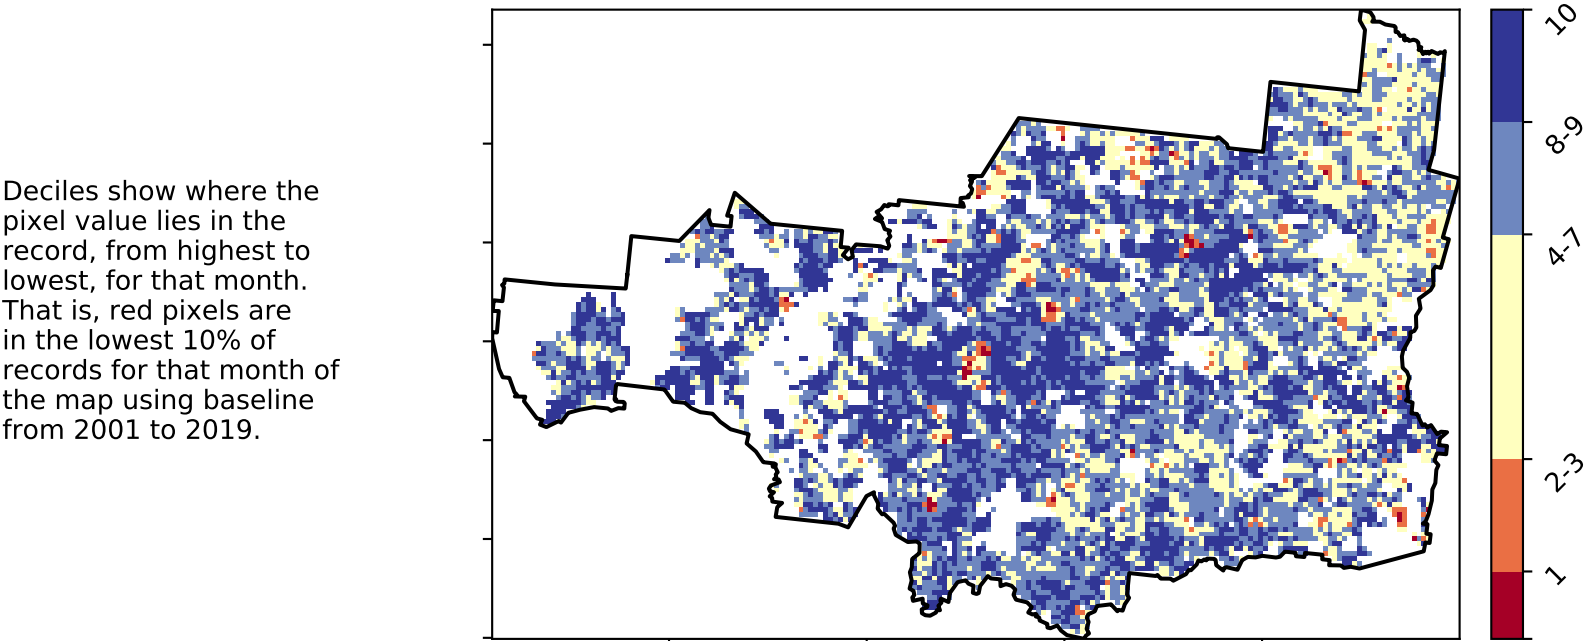 Deciles show where the
pixel value lies in the
record, from highest to
lowest, for that month.
That is, red pixels are
in the lowest 10% of
records for that month of
the map using baseline
from 2001 to 2019.
10
8-9
4-7
2-3
1